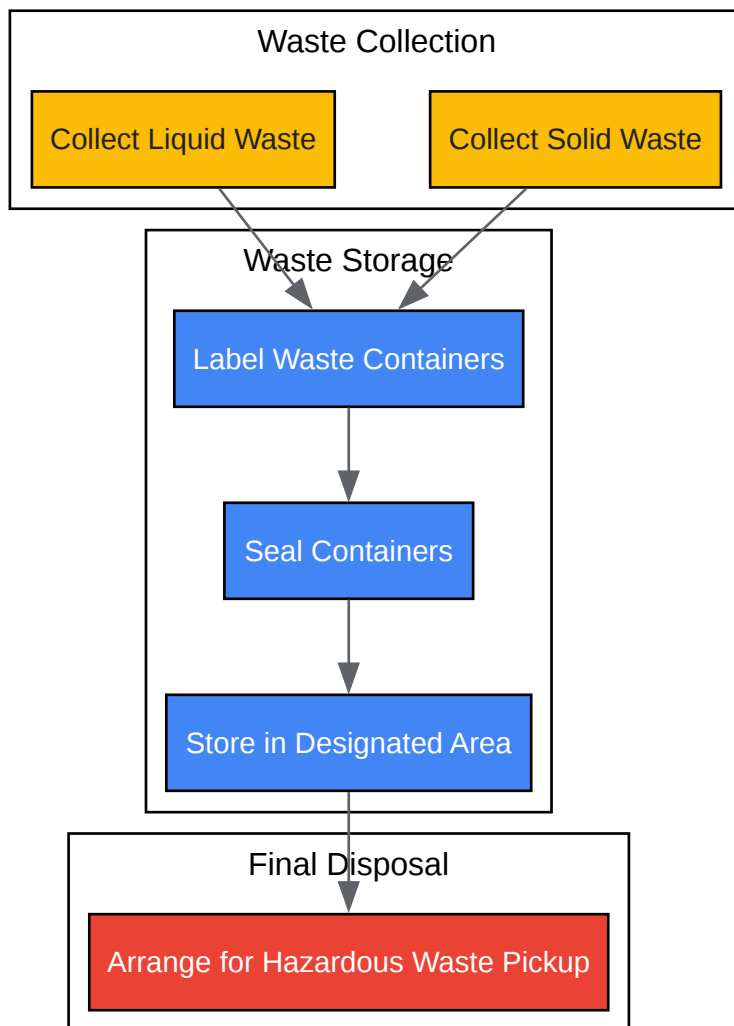 Waste Collection
Collect Liquid Waste
Collect Solid Waste
Waste Storage
Label Waste Containers
Seal Containers
Store in Designated Area
Final Disposal
Arrange for Hazardous Waste Pickup